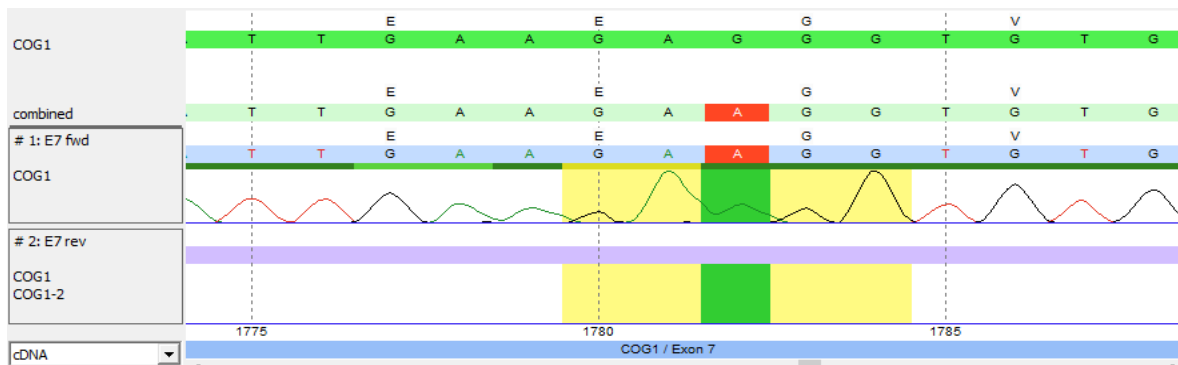 E E G V
COG1 T T G A A G A G G G T G T G
E E G V
combined T T G A A G A A G G T G T G
# 1: E7 fwd E E G V
T T G A A G A A G G T G T G
COG1
# 2: E7 rev
COG1
COG1-2
1775 1780 1785
cDNA COG1 / Exon 7